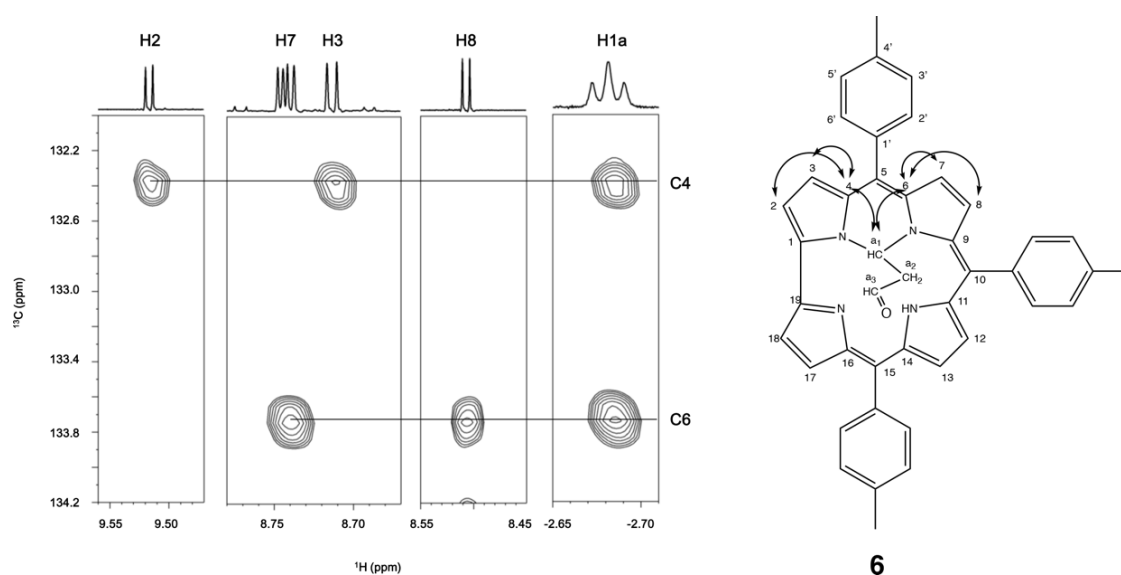 H2 H7 H3 H8 H1a
132.2
132.6
133.0
133.4
133.8
134.2
¹³C (ppm)
C4
C6
9.55 9.50 8.75 8.70 8.55 8.45 -2.65 -2.70
¹H (ppm)
4'
5' 3'
6' 2'
1'
3 4 5 6 7
2 8
1 N N 9
a₁
HC
a₂
a₃ CH₂
HC
O
10
19 N HN 11
18 12
17 16 15 14 13
6